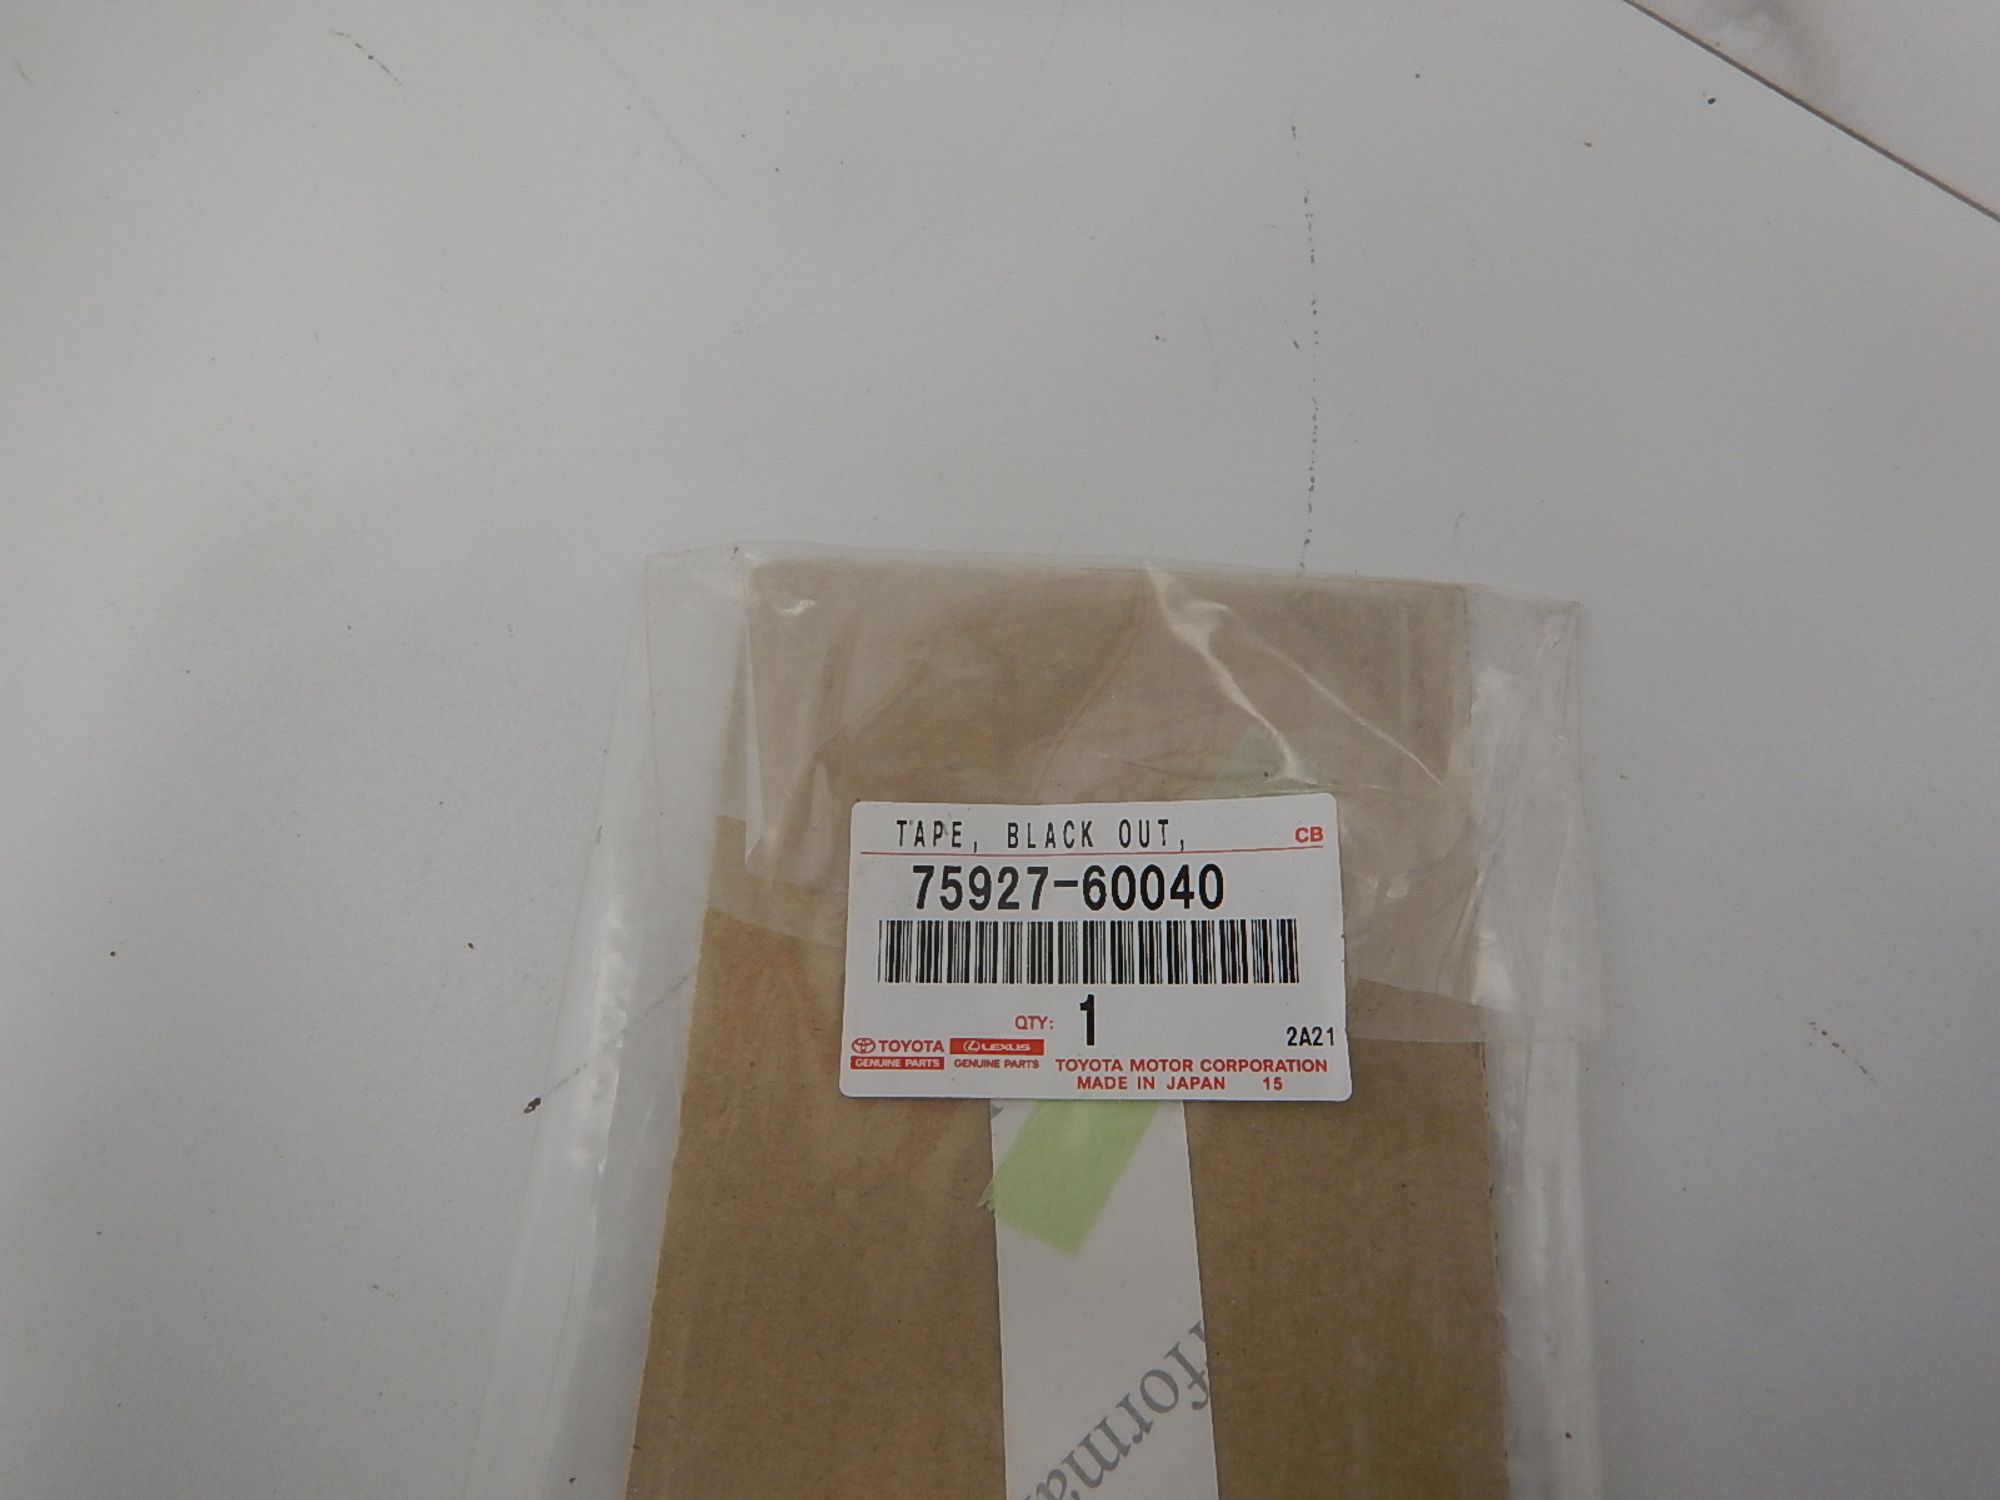 TAPE, BLACK OUT, CB
75927-60040
QTY: 1
2A21
TOYOTA LEXUS
GENUINE PARTS GENUINE PARTS
TOYOTA MOTOR CORPORATION
MADE IN JAPAN 15